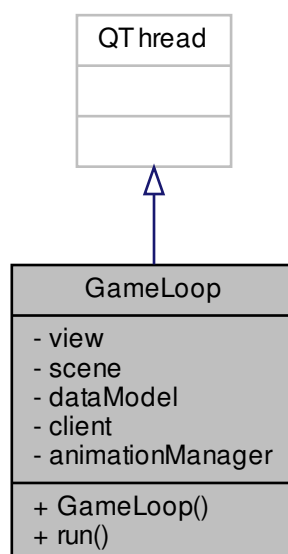 QThread
GameLoop
- view
- scene
- dataModel
- client
- animationManager
+ GameLoop()
+ run()